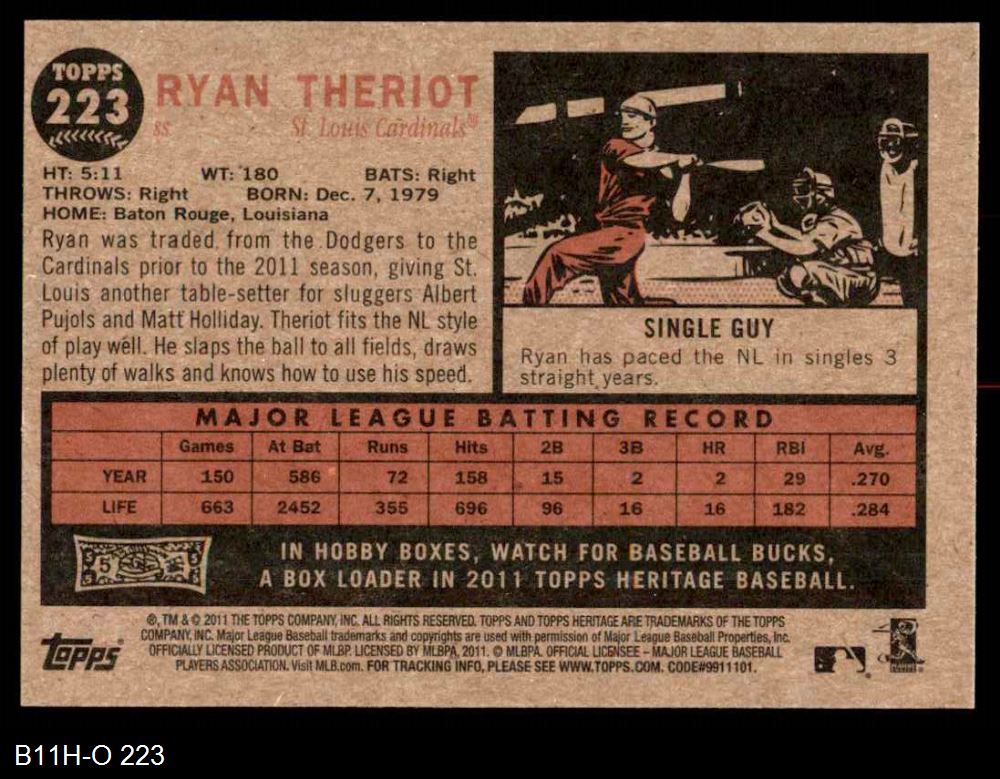 TOPPS
223
RYAN THERIOT
SS St. Louis Cardinals™
HT: 5:11 WT: 180 BATS: Right
THROWS: Right BORN: Dec. 7, 1979
HOME: Baton Rouge, Louisiana
Ryan was traded from the Dodgers to the
Cardinals prior to the 2011 season, giving St.
Louis another table-setter for sluggers Albert
Pujols and Matt Holliday. Theriot fits the NL style
of play well. He slaps the ball to all fields, draws
plenty of walks and knows how to use his speed.
SINGLE GUY
Ryan has paced the NL in singles 3
straight years.
MAJOR LEAGUE BATTING RECORD
Games At Bat Runs Hits 2B 3B HR RBI Avg.
YEAR 150 586 72 158 15 2 2 29 .270
LIFE 663 2452 355 696 96 16 16 182 .284
5 5
IN HOBBY BOXES, WATCH FOR BASEBALL BUCKS,
A BOX LOADER IN 2011 TOPPS HERITAGE BASEBALL.
®, TM & © 2011 THE TOPPS COMPANY, INC. ALL RIGHTS RESERVED. TOPPS AND TOPPS HERITAGE ARE TRADEMARKS OF THE TOPPS
COMPANY, INC. Major League Baseball trademarks and copyrights are used with permission of Major League Baseball Properties, Inc.
OFFICIALLY LICENSED PRODUCT OF MLBP. LICENSED BY MLBPA, 2011. © MLBPA. OFFICIAL LICENSEE – MAJOR LEAGUE BASEBALL
PLAYERS ASSOCIATION. Visit MLB.com. FOR TRACKING INFO, PLEASE SEE WWW.TOPPS.COM. CODE#9911101.
Topps
B11H-O 223